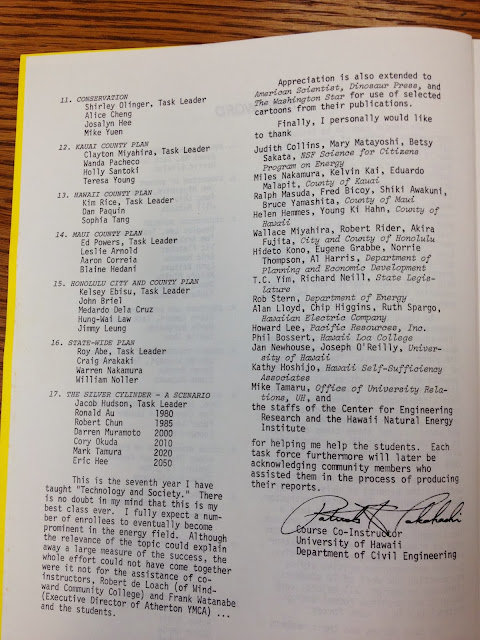 11. CONSERVATION
Shirley Olinger, Task Leader
Alice Cheng
Josalyn Hee
Mike Yuen
12. KAUAI COUNTY PLAN
Clayton Miyahira, Task Leader
Wanda Pacheco
Holly Santoki
Teresa Young
13. HAWAII COUNTY PLAN
Kim Rice, Task Leader
Dan Paquin
Sophia Tang
14. MAUI COUNTY PLAN
Ed Powers, Task Leader
Leslie Arnold
Aaron Correia
Blaine Hedani
15. HONOLULU CITY AND COUNTY PLAN
Kelsey Ebisu, Task Leader
John Briel
Medardo Dela Cruz
Hung-Wai Law
Jimmy Leung
16. STATE-WIDE PLAN
Roy Abe, Task Leader
Craig Arakaki
Warren Nakamura
William Noller
17. THE SILVER CYLINDER - A SCENARIO
Jacob Hudson, Task Leader
Ronald Au 1980
Robert Chun 1985
Darren Muramoto 2000
Cory Okuda 2010
Mark Tamura 2020
Eric Hee 2050
This is the seventh year I have
taught "Technology and Society." There
is no doubt in my mind that this is my
best class ever. I fully expect a num-
ber of enrollees to eventually become
prominent in the energy field. Although
the relevance of the topic could explain
away a large measure of the success, the
whole effort could not have come together
were it not for the assistance of co-
instructors, Robert de Loach (of Wind-
ward Community College) and Frank Watanabe
(Executive Director of Atherton YMCA) ...
and the students.
Appreciation is also extended to
American Scientist, Dinosaur Press, and
The Washington Star for use of selected
cartoons from their publications.
Finally, I personally would like
to thank
Judith Collins, Mary Matayoshi, Betsy
Sakata, NSF Science for Citizens
Program on Energy
Miles Nakamura, Kelvin Kai, Eduardo
Malapit, County of Kauai
Ralph Masuda, Fred Bicoy, Shiki Awakuni,
Bruce Yamashita, County of Maui
Helen Hemmes, Young Ki Hahn, County of
Hawaii
Wallace Miyahira, Robert Rider, Akira
Fujita, City and County of Honolulu
Hideto Kono, Eugene Grabbe, Norrie
Thompson, Al Harris, Department of
Planning and Economic Development
T.C. Yim, Richard Neill, State Legis-
lature
Rob Stern, Department of Energy
Alan Lloyd, Chip Higgins, Ruth Spargo,
Hawaiian Electric Company
Howard Lee, Pacific Resources, Inc.
Phil Bossert, Hawaii Loa College
Jan Newhouse, Joseph O'Reilly, Univer-
sity of Hawaii
Kathy Hoshijo, Hawaii Self-Sufficiency
Associates
Mike Tamaru, Office of University Rela-
tions, UH, and
the staffs of the Center for Engineering
Research and the Hawaii Natural Energy
Institute
for helping me help the students. Each
task force furthermore will later be
acknowledging community members who
assisted them in the process of producing
their reports.
Patrick K Takahashi
Course Co-Instructor
University of Hawaii
Department of Civil Engineering